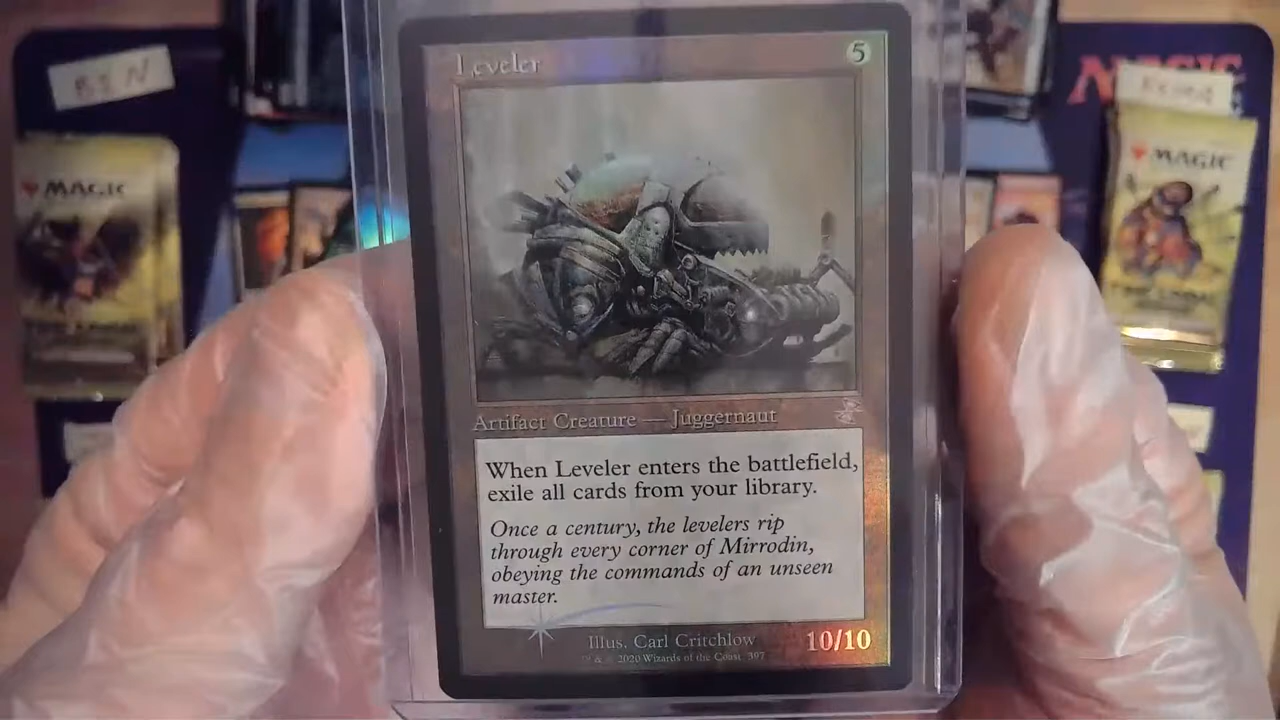 Leveler
5
Artifact Creature — Juggernaut
When Leveler enters the battlefield,
exile all cards from your library.
Once a century, the levelers rip
through every corner of Mirrodin,
obeying the commands of an unseen
master.
Illus. Carl Critchlow
10/10
™ & © 2020 Wizards of the Coast 397
MAGIC
MAGIC
MAGIC